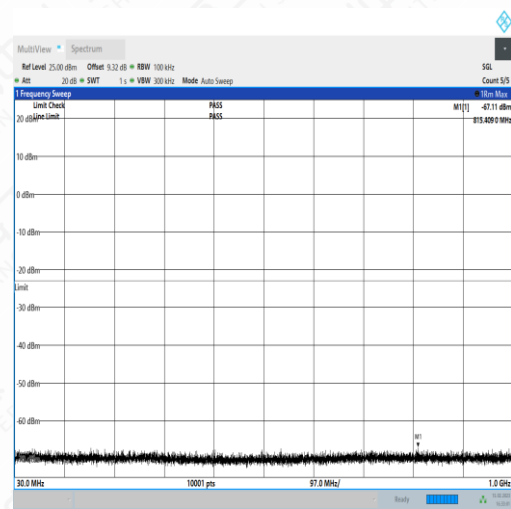 MultiView Spectrum
Ref Level 25.00 dBm Offset 9.32 dB RBW 100 kHz SGL
Att 20 dB SWT 1 s VBW 300 kHz Mode Auto Sweep Count 5/5
1 Frequency Sweep 1Rm Max
Limit Check PASS M1[1] -67.11 dBm
Line Limit PASS 815.409 0 MHz
20 dBm
10 dBm
0 dBm
-10 dBm
-20 dBm
Limit
-30 dBm
-40 dBm
-50 dBm
-60 dBm
M1
30.0 MHz 10001 pts 97.0 MHz/ 1.0 GHz
Ready